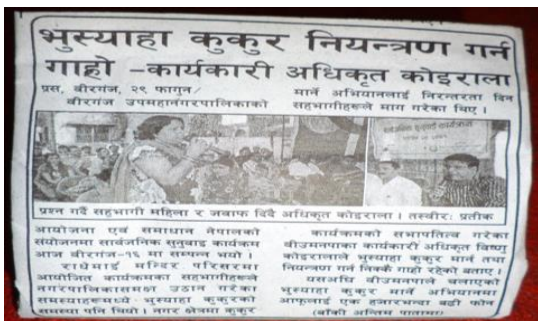 भुस्याहा कुकुर नियन्त्रण गर्न
गाह्रो –कार्यकारी अधिकृत कोइराला
प्रस, वीरगंज, २९ फागुन/
वीरगंज उपमहानगरपालिकाको
मार्ने अभियानलाई निरन्तरता दिन
सहभागीहरूले माग गरेका थिए ।
प्रश्न गर्दै सहभागी महिला र जवाफ दिदै अधिकृत कोइराला । तस्वीर: प्रतीक
आयोजना एवं समाधान नेपालको
संयोजनमा सार्वजनिक सुनुवाई कार्यक्रम
आज वीरगंज-१६ मा सम्पन्न भयो ।
राधेमाई मन्दिर परिसरमा
आयोजित कार्यक्रमका सहभागीहरूले
नगरपालिकासमक्ष उठान गरेका
समस्याहरूमध्ये भुस्याहा कुकुरको
समस्या पनि थियो । नगर क्षेत्रमा कुकुर
कार्यक्रमको सभापतित्व गरेका
वीउमनपाका कार्यकारी अधिकृत विष्णु
कोइरालाले भुस्याहा कुकुर मार्न तथा
नियन्त्रण गर्न निक्कै गाह्रो रहेको बताए ।
यसअघि वीउमनपाले चलाएको
भुस्याहा कुकुर मार्ने अभियानमा
आफूलाई एक हजारभन्दा बढी फोन
(बाँकी अन्तिम पातामा)